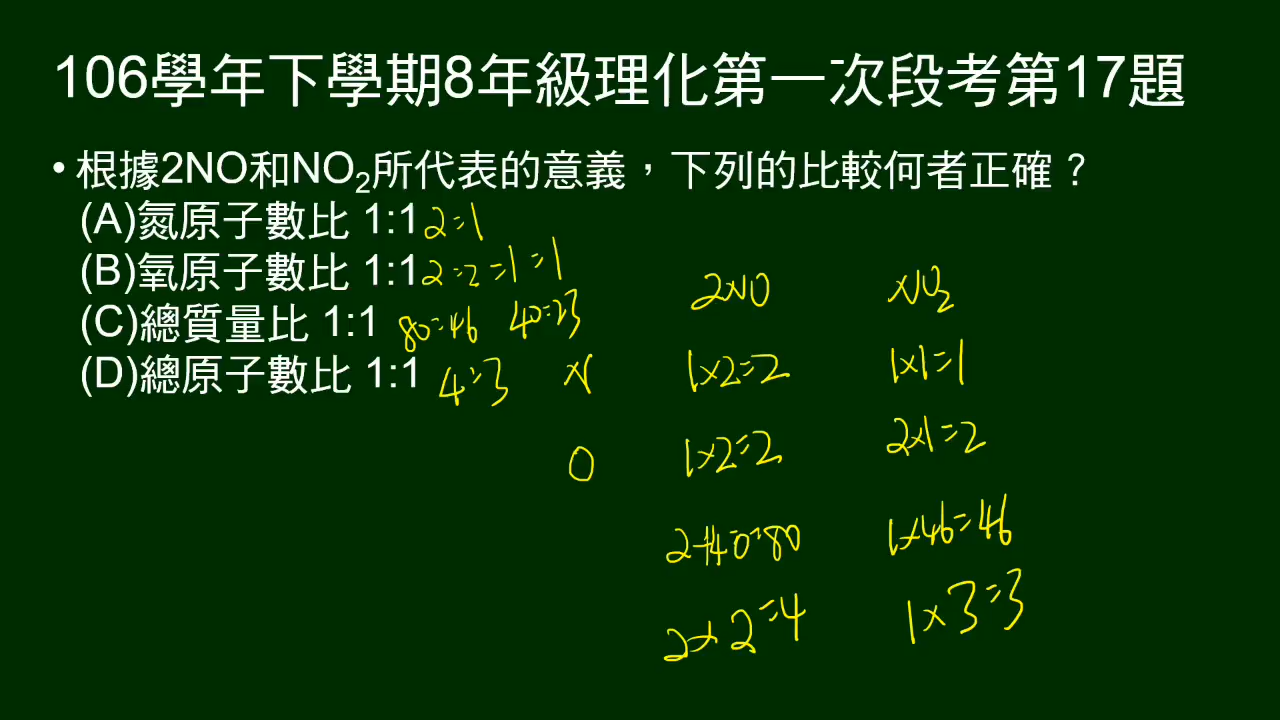 106學年下學期8年級理化第一次段考第17題
• 根據2NO和NO₂所代表的意義，下列的比較何者正確？
(A)氮原子數比 1:1 2:1
(B)氧原子數比 1:1 2:2=1:1
(C)總質量比 1:1 80:46 40:23
(D)總原子數比 1:1 4:3
2NO NO₂
N 1×2=2 1×1=1
O 1×2=2 2×1=2
2×40=80 1×46=46
2×2=4 1×3=3